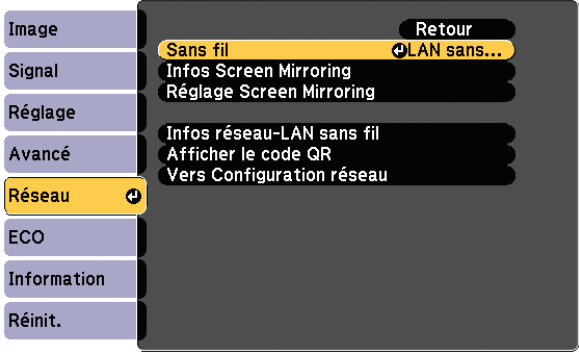 Image
Signal
Réglage
Avancé
Réseau
ECO
Information
Réinit.
Retour
Sans fil LAN sans...
Infos Screen Mirroring
Réglage Screen Mirroring
Infos réseau-LAN sans fil
Afficher le code QR
Vers Configuration réseau